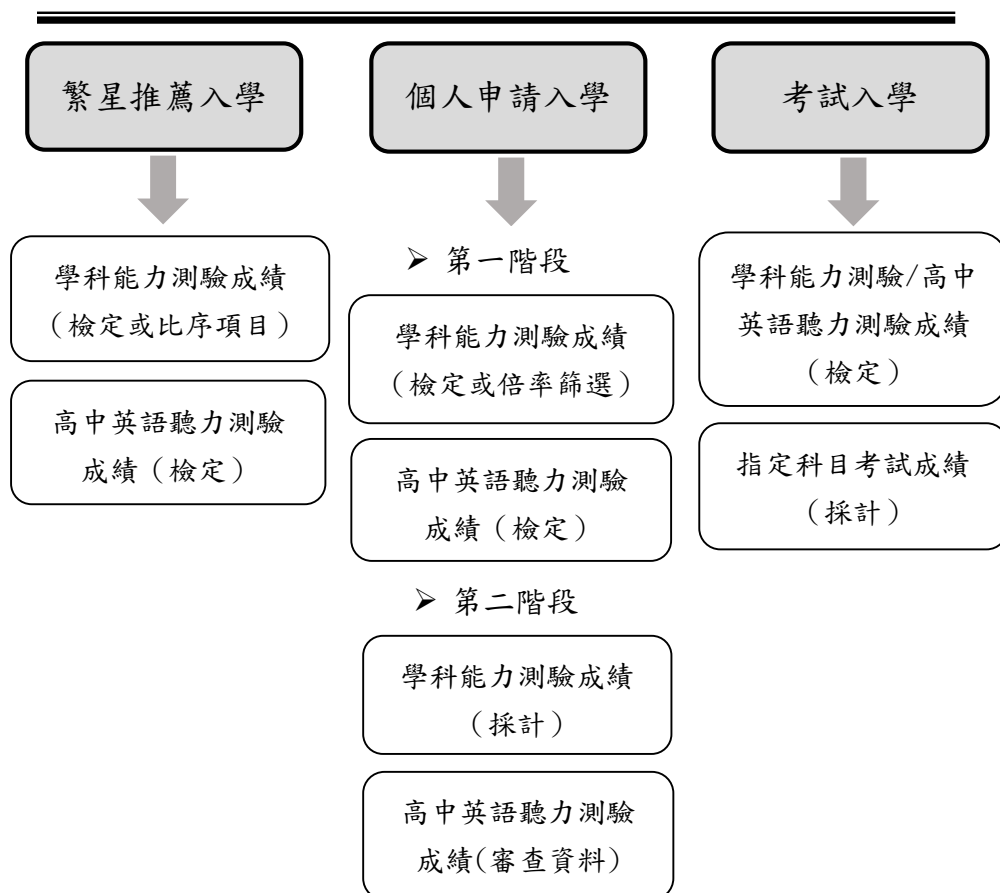 繁星推薦入學
學科能力測驗成績
（檢定或比序項目）
高中英語聽力測驗
成績（檢定）
個人申請入學
➢ 第一階段
學科能力測驗成績
（檢定或倍率篩選）
高中英語聽力測驗
成績（檢定）
➢ 第二階段
學科能力測驗成績
（採計）
高中英語聽力測驗
成績(審查資料)
考試入學
學科能力測驗/高中
英語聽力測驗成績
（檢定）
指定科目考試成績
（採計）